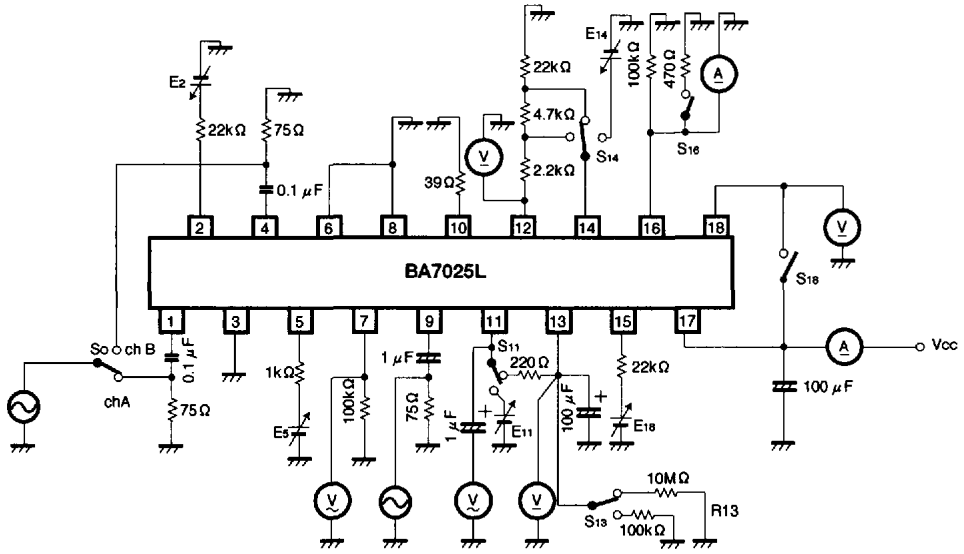 E2
22kΩ
75Ω
0.1 μF
39Ω
V
22kΩ
4.7kΩ
2.2kΩ
E14
S14
100kΩ
470Ω
A
S16
2
4
6
8
10
12
14
16
18
BA7025L
V
S18
1
3
5
7
9
11
13
15
17
So
ch B
chA
0.1 μF
75Ω
1kΩ
E5
100kΩ
1 μF
75Ω
S11
220Ω
1 μF
+
E11
100 μF
+
22kΩ
E18
A
Vcc
100 μF
V
V
V
S13
10MΩ
100kΩ
R13